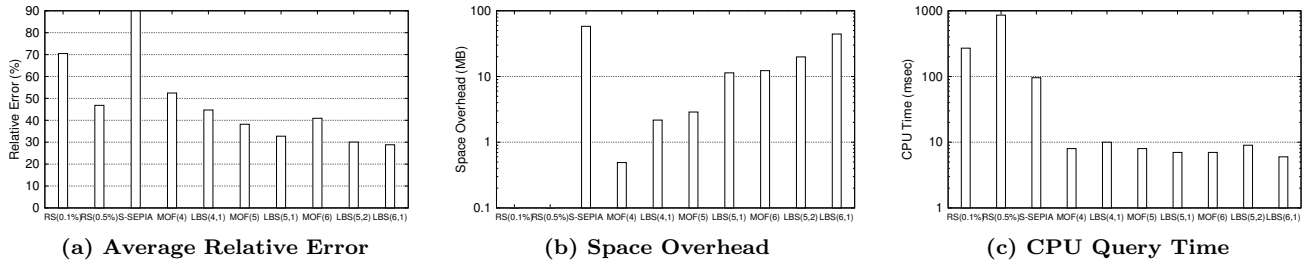 Relative Error (%)
90
80
70
60
50
40
30
20
10
0
RS(0.1%) RS(0.5%) S-SEPIA MOF(4) LBS(4,1) MOF(5) LBS(5,1) MOF(6) LBS(5,2) LBS(6,1)
(a) Average Relative Error
Space Overhead (MB)
100
10
1
0.1
RS(0.1%) RS(0.5%) S-SEPIA MOF(4) LBS(4,1) MOF(5) LBS(5,1) MOF(6) LBS(5,2) LBS(6,1)
(b) Space Overhead
CPU Time (msec)
1000
100
10
1
RS(0.1%) RS(0.5%) S-SEPIA MOF(4) LBS(4,1) MOF(5) LBS(5,1) MOF(6) LBS(5,2) LBS(6,1)
(c) CPU Query Time